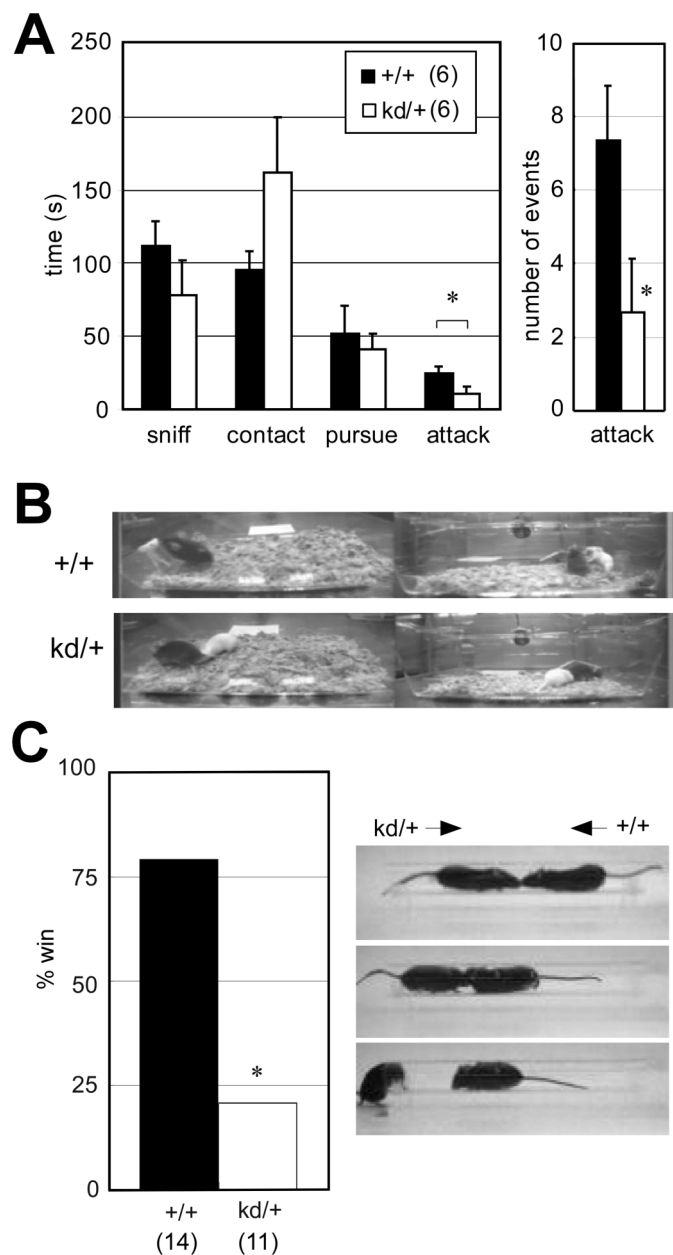 A
250
200
150
100
50
0
time (s)
+/+ (6)
kd/+ (6)
*
sniff contact pursue attack
10
8
6
4
2
0
number of events
*
attack
B
+/+
kd/+
C
100
75
50
25
0
% win
*
+/+ kd/+
(14) (11)
kd/+ +/+